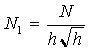 N₁ = N / (h√h)